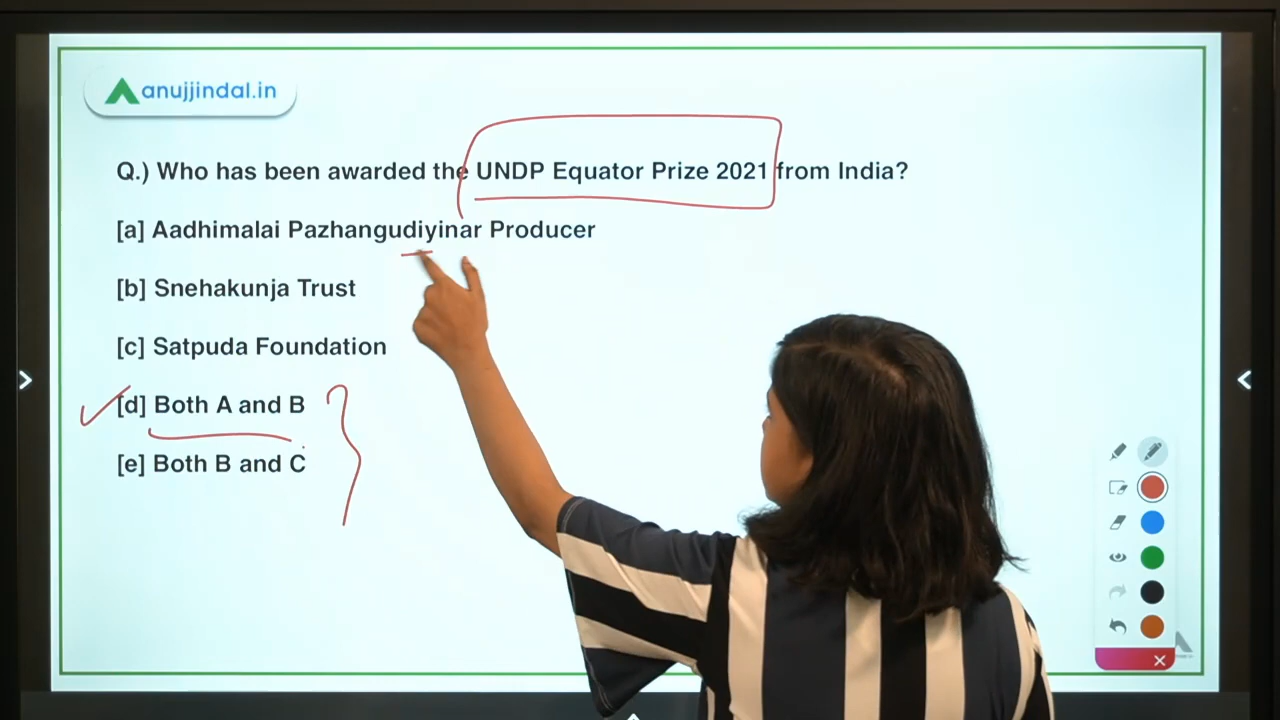 anujjindal.in
Q.) Who has been awarded the UNDP Equator Prize 2021 from India?
[a] Aadhimalai Pazhangudiyinar Producer
[b] Snehakunja Trust
[c] Satpuda Foundation
[d] Both A and B
[e] Both B and C